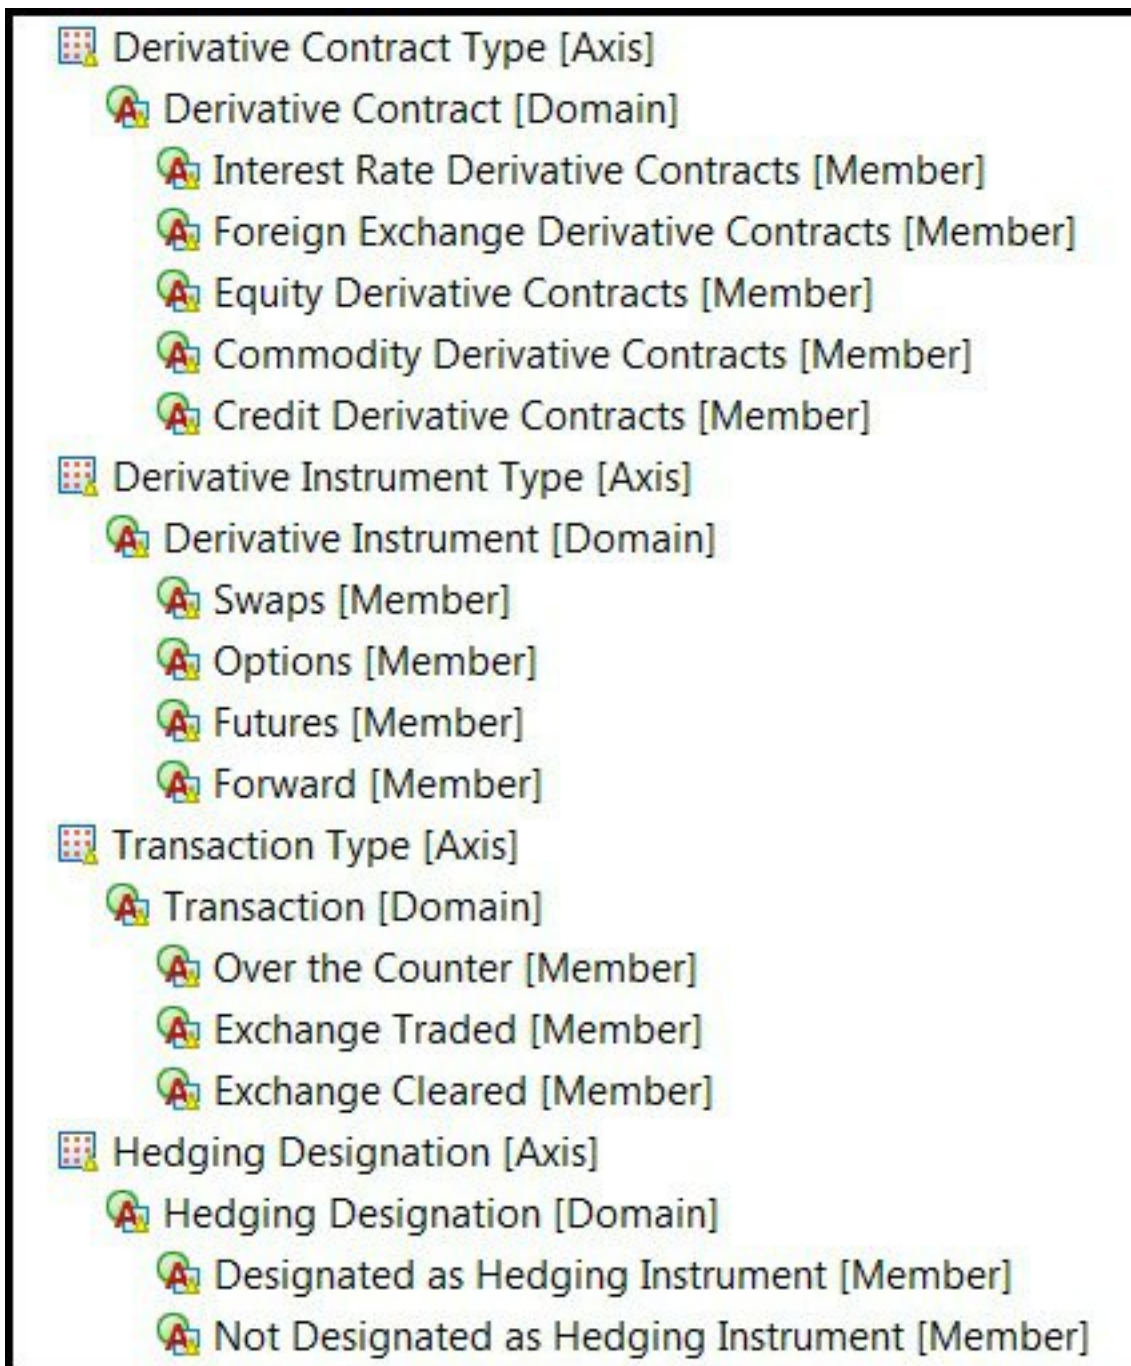 Derivative Contract Type [Axis]
Derivative Contract [Domain]
Interest Rate Derivative Contracts [Member]
Foreign Exchange Derivative Contracts [Member]
Equity Derivative Contracts [Member]
Commodity Derivative Contracts [Member]
Credit Derivative Contracts [Member]
Derivative Instrument Type [Axis]
Derivative Instrument [Domain]
Swaps [Member]
Options [Member]
Futures [Member]
Forward [Member]
Transaction Type [Axis]
Transaction [Domain]
Over the Counter [Member]
Exchange Traded [Member]
Exchange Cleared [Member]
Hedging Designation [Axis]
Hedging Designation [Domain]
Designated as Hedging Instrument [Member]
Not Designated as Hedging Instrument [Member]